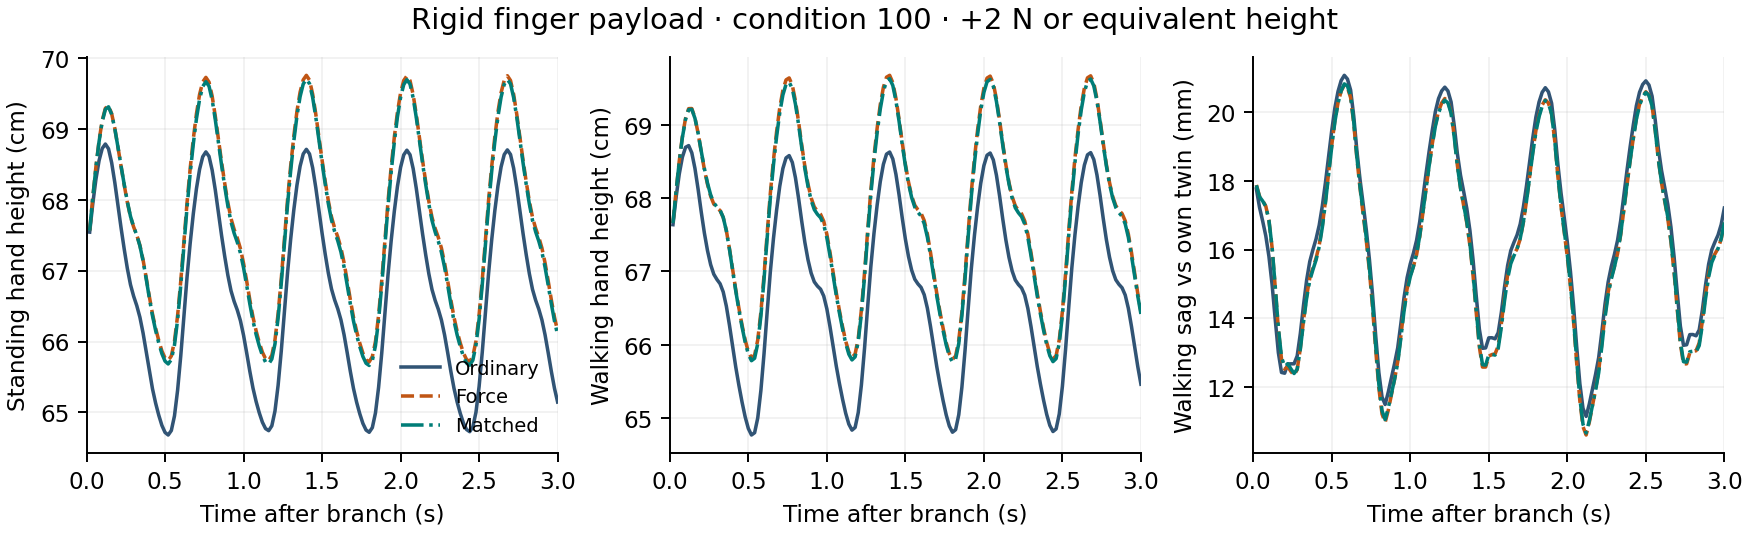 Rigid finger payload · condition 100 · +2 N or equivalent height
Standing hand height (cm)
70
69
68
67
66
65
Ordinary
Force
Matched
0.0 0.5 1.0 1.5 2.0 2.5 3.0
Time after branch (s)
Walking hand height (cm)
69
68
67
66
65
0.0 0.5 1.0 1.5 2.0 2.5 3.0
Time after branch (s)
Walking sag vs own twin (mm)
20
18
16
14
12
0.0 0.5 1.0 1.5 2.0 2.5 3.0
Time after branch (s)